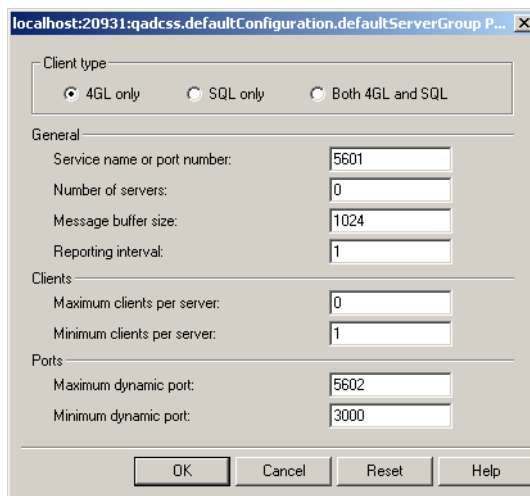 localhost:20931:qadcss.defaultConfiguration.defaultServerGroup P...
Client type
4GL only SQL only Both 4GL and SQL
General
Service name or port number: 5601
Number of servers: 0
Message buffer size: 1024
Reporting interval: 1
Clients
Maximum clients per server: 0
Minimum clients per server: 1
Ports
Maximum dynamic port: 5602
Minimum dynamic port: 3000
OK Cancel Reset Help